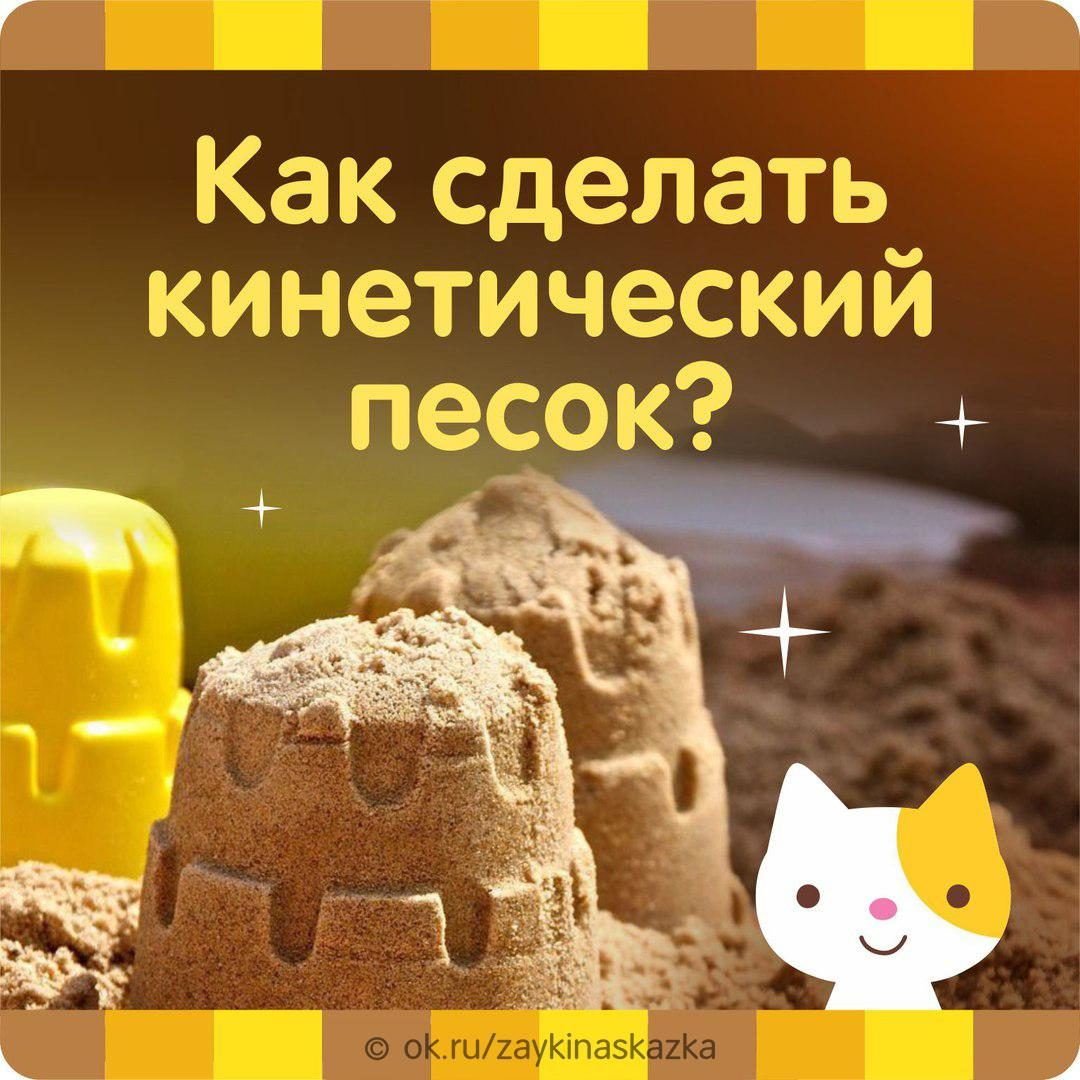 Как сделать
кинетический
песок?
© ok.ru/zaykinaskazka